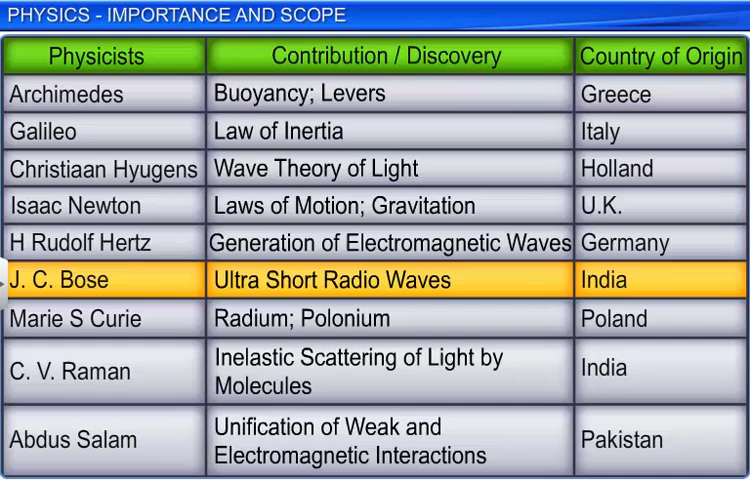 PHYSICS - IMPORTANCE AND SCOPE
Physicists Contribution / Discovery Country of Origin
Archimedes Buoyancy; Levers Greece
Galileo Law of Inertia Italy
Christiaan Hyugens Wave Theory of Light Holland
Isaac Newton Laws of Motion; Gravitation U.K.
H Rudolf Hertz Generation of Electromagnetic Waves Germany
J. C. Bose Ultra Short Radio Waves India
Marie S Curie Radium; Polonium Poland
C. V. Raman Inelastic Scattering of Light by
Molecules India
Abdus Salam Unification of Weak and
Electromagnetic Interactions Pakistan